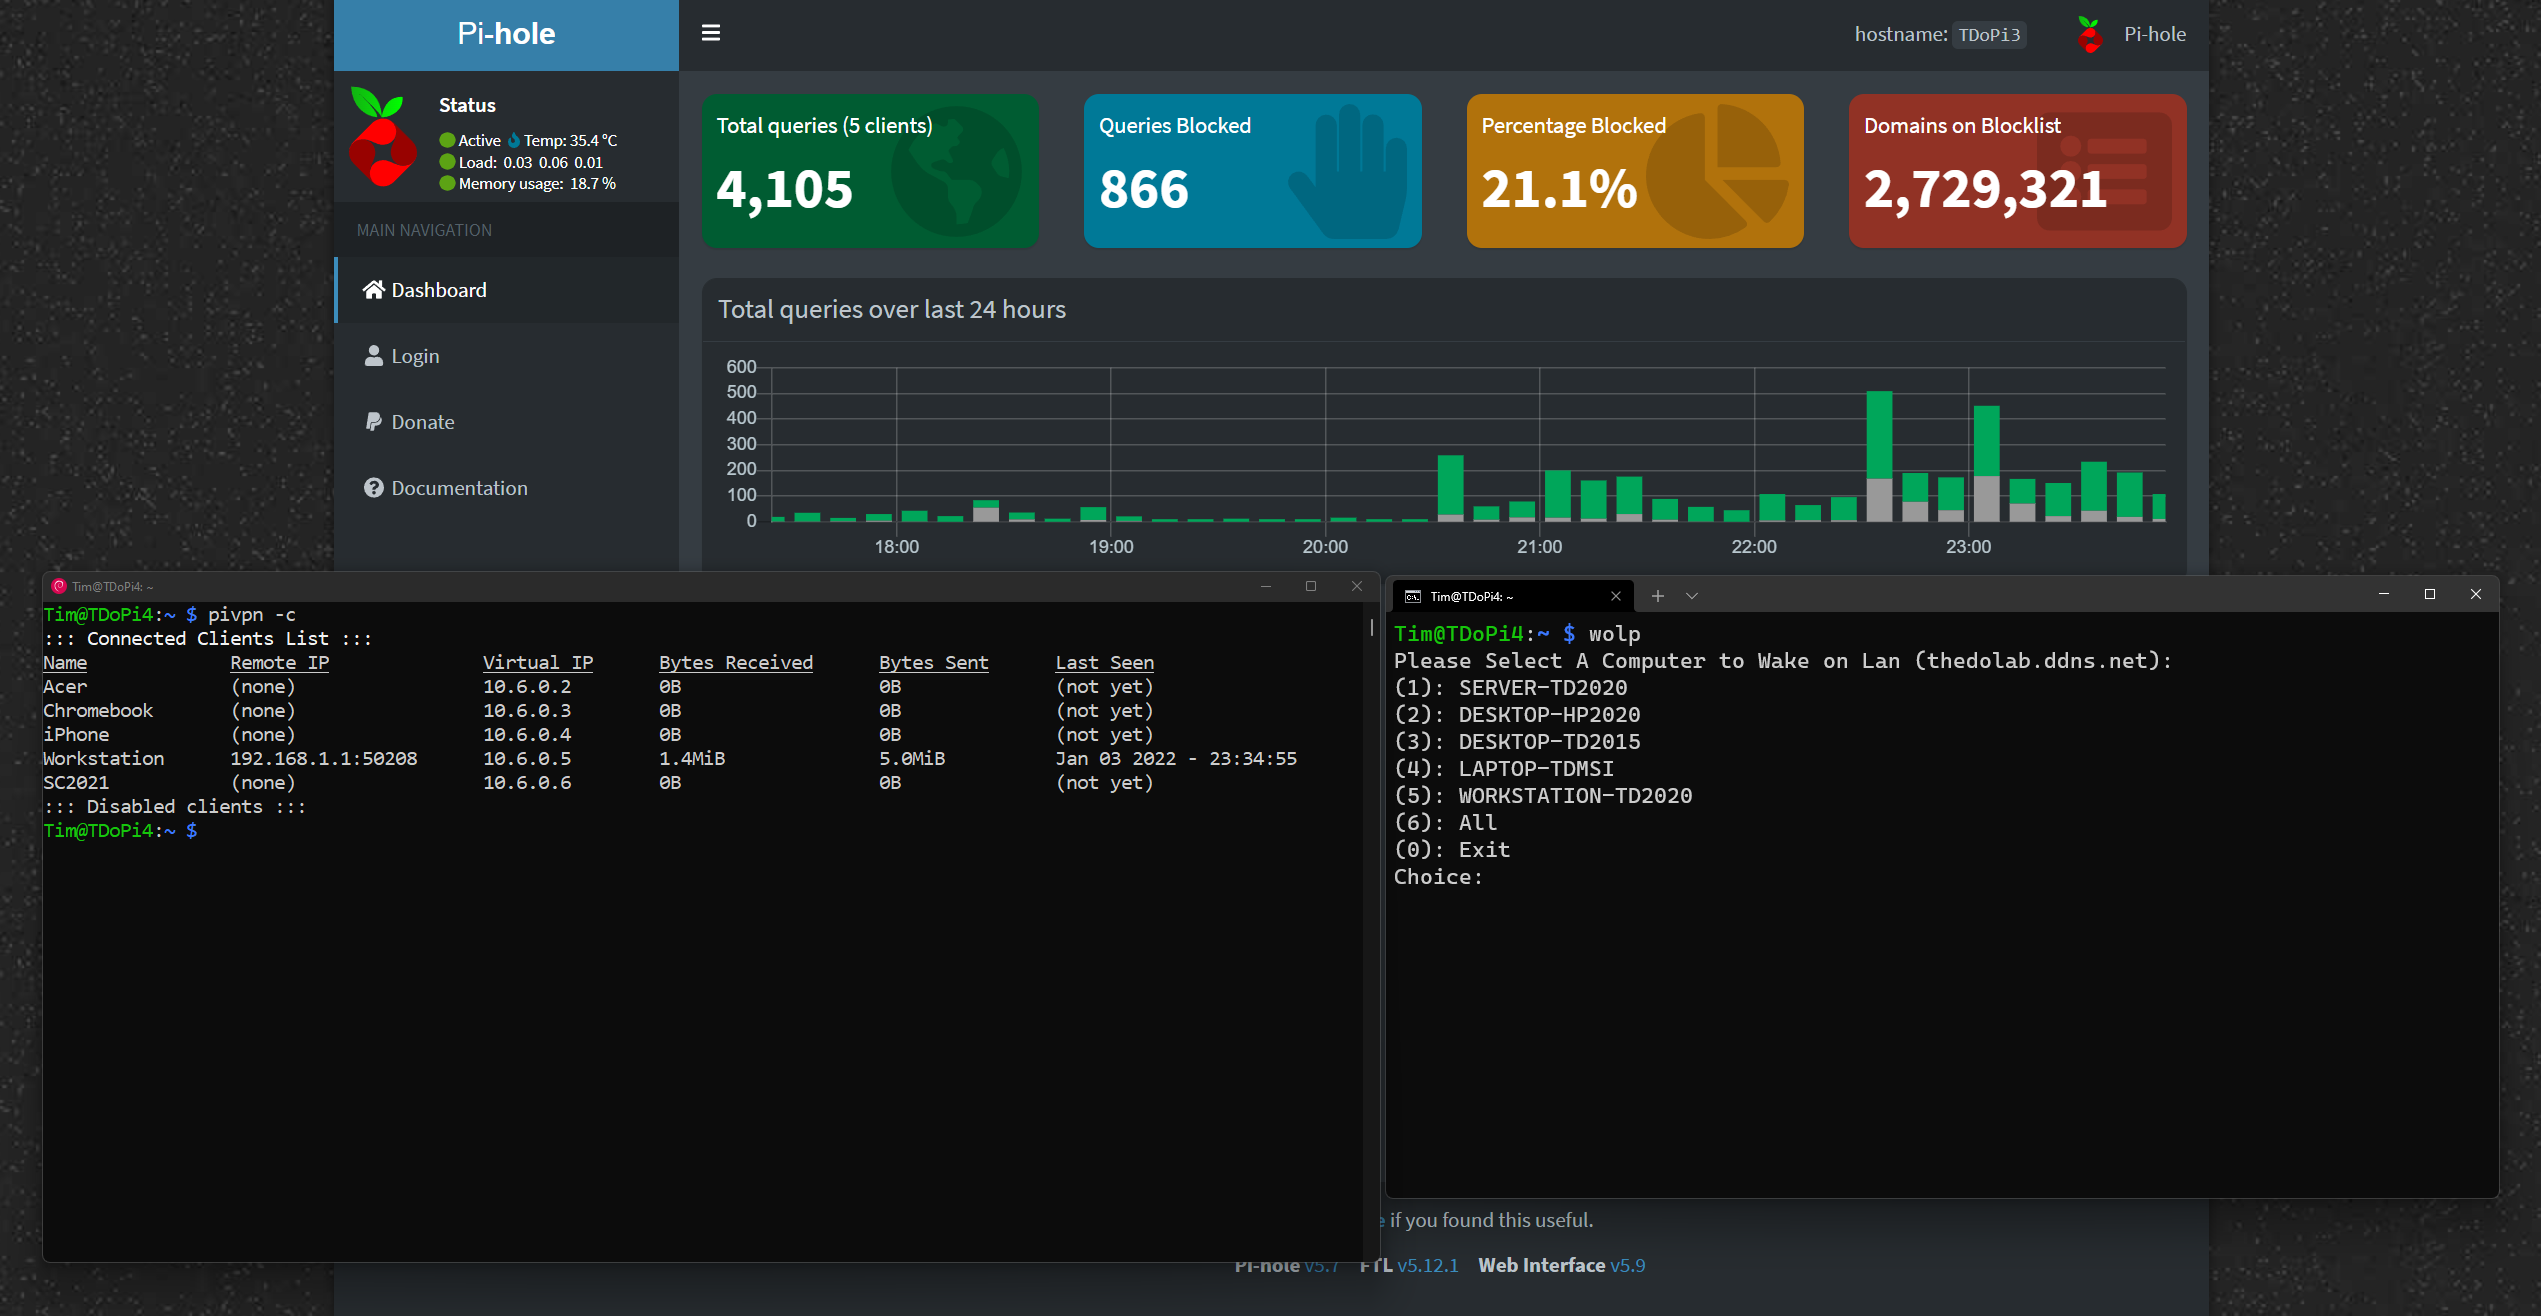 Pi-hole
hostname: TDoPi3
Pi-hole
Status
Active Temp: 35.4 °C
Load: 0.03 0.06 0.01
Memory usage: 18.7 %
MAIN NAVIGATION
Dashboard
Login
Donate
Documentation
Total queries (5 clients)
4,105
Queries Blocked
866
Percentage Blocked
21.1%
Domains on Blocklist
2,729,321
Total queries over last 24 hours
600
500
400
300
200
100
0
18:00 19:00 20:00 21:00 22:00 23:00
Tim@TDoPi4: ~
Tim@TDoPi4:~ $ pivpn -c
::: Connected Clients List :::
Name Remote IP Virtual IP Bytes Received Bytes Sent Last Seen
Acer (none) 10.6.0.2 0B 0B (not yet)
Chromebook (none) 10.6.0.3 0B 0B (not yet)
iPhone (none) 10.6.0.4 0B 0B (not yet)
Workstation 192.168.1.1:50208 10.6.0.5 1.4MiB 5.0MiB Jan 03 2022 - 23:34:55
SC2021 (none) 10.6.0.6 0B 0B (not yet)
::: Disabled clients :::
Tim@TDoPi4:~ $
Tim@TDoPi4: ~
Tim@TDoPi4:~ $ wolp
Please Select A Computer to Wake on Lan (thedolab.ddns.net):
(1): SERVER-TD2020
(2): DESKTOP-HP2020
(3): DESKTOP-TD2015
(4): LAPTOP-TDMSI
(5): WORKSTATION-TD2020
(6): All
(0): Exit
Choice:
if you found this useful.
Pi-hole v5.7 FTL v5.12.1 Web Interface v5.9